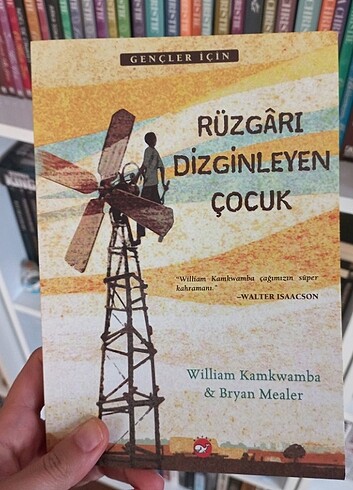 GENÇLER İÇİN
RÜZGÂRI
DİZGİNLEYEN
ÇOCUK
"William Kamkwamba çağımızın süper
kahramanı."
–WALTER ISAACSON
William Kamkwamba
& Bryan Mealer